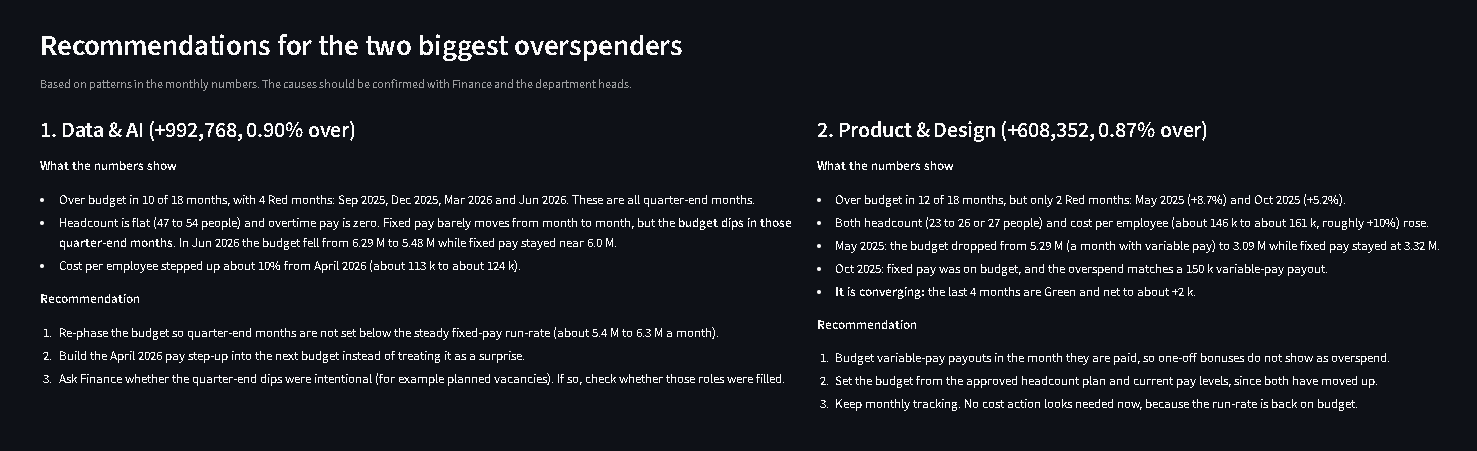 Recommendations for the two biggest overspenders
Based on patterns in the monthly numbers. The causes should be confirmed with Finance and the department heads.
1. Data & AI (+992,768, 0.90% over)
What the numbers show
• Over budget in 10 of 18 months, with 4 Red months: Sep 2025, Dec 2025, Mar 2026 and Jun 2026. These are all quarter-end months.
• Headcount is flat (47 to 54 people) and overtime pay is zero. Fixed pay barely moves from month to month, but the budget dips in those
quarter-end months. In Jun 2026 the budget fell from 6.29 M to 5.48 M while fixed pay stayed near 6.0 M.
• Cost per employee stepped up about 10% from April 2026 (about 113 k to about 124 k).
Recommendation
1. Re-phase the budget so quarter-end months are not set below the steady fixed-pay run-rate (about 5.4 M to 6.3 M a month).
2. Build the April 2026 pay step-up into the next budget instead of treating it as a surprise.
3. Ask Finance whether the quarter-end dips were intentional (for example planned vacancies). If so, check whether those roles were filled.
2. Product & Design (+608,352, 0.87% over)
What the numbers show
• Over budget in 12 of 18 months, but only 2 Red months: May 2025 (+8.7%) and Oct 2025 (+5.2%).
• Both headcount (23 to 26 or 27 people) and cost per employee (about 146 k to about 161 k, roughly +10%) rose.
• May 2025: the budget dropped from 5.29 M (a month with variable pay) to 3.09 M while fixed pay stayed at 3.32 M.
• Oct 2025: fixed pay was on budget, and the overspend matches a 150 k variable-pay payout.
• It is converging: the last 4 months are Green and net to about +2 k.
Recommendation
1. Budget variable-pay payouts in the month they are paid, so one-off bonuses do not show as overspend.
2. Set the budget from the approved headcount plan and current pay levels, since both have moved up.
3. Keep monthly tracking. No cost action looks needed now, because the run-rate is back on budget.